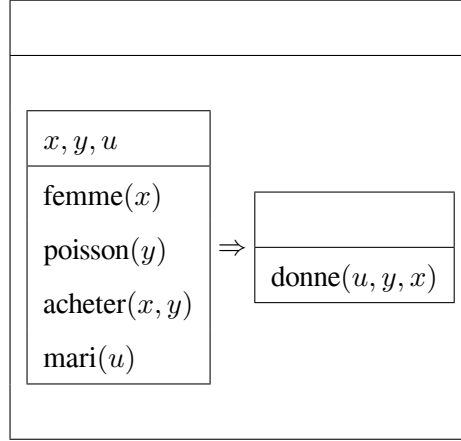 x, y, u
femme(x)
poisson(y)
acheter(x, y)
mari(u)
⇒
donne(u, y, x)